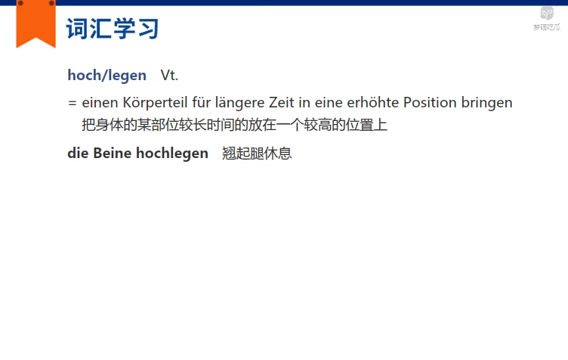 词汇学习
hoch/legen Vt.
= einen Körperteil für längere Zeit in eine erhöhte Position bringen
把身体的某部位较长时间的放在一个较高的位置上
die Beine hochlegen 翘起腿休息